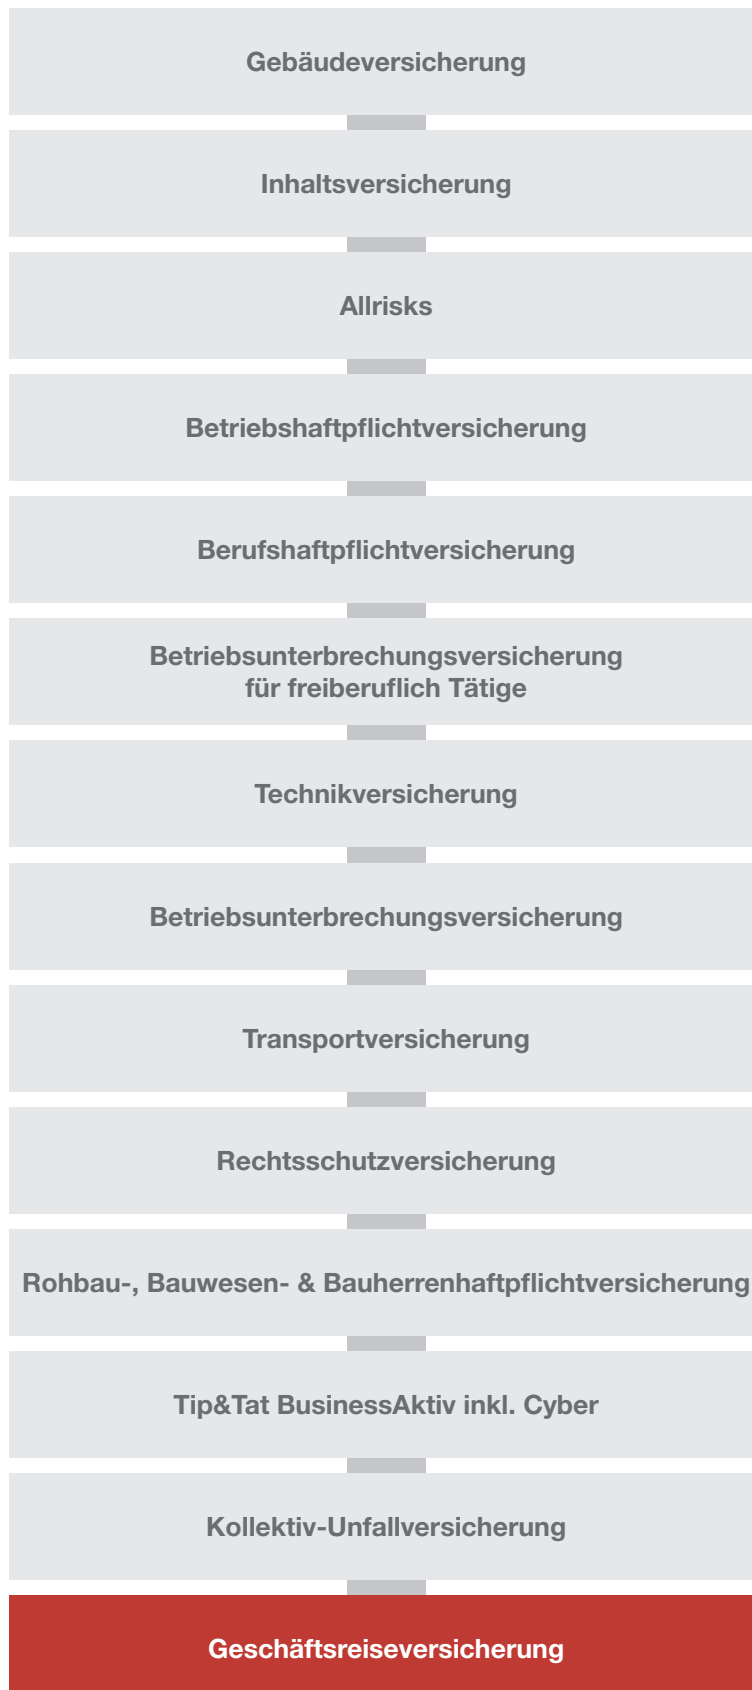 Gebäudeversicherung
Inhaltsversicherung
Allrisks
Betriebshaftpflichtversicherung
Berufshaftpflichtversicherung
Betriebsunterbrechungsversicherung
für freiberuflich Tätige
Technikversicherung
Betriebsunterbrechungsversicherung
Transportversicherung
Rechtsschutzversicherung
Rohbau-, Bauwesen- & Bauherrenhaftpflichtversicherung
Tip&Tat BusinessAktiv inkl. Cyber
Kollektiv-Unfallversicherung
Geschäftsreiseversicherung